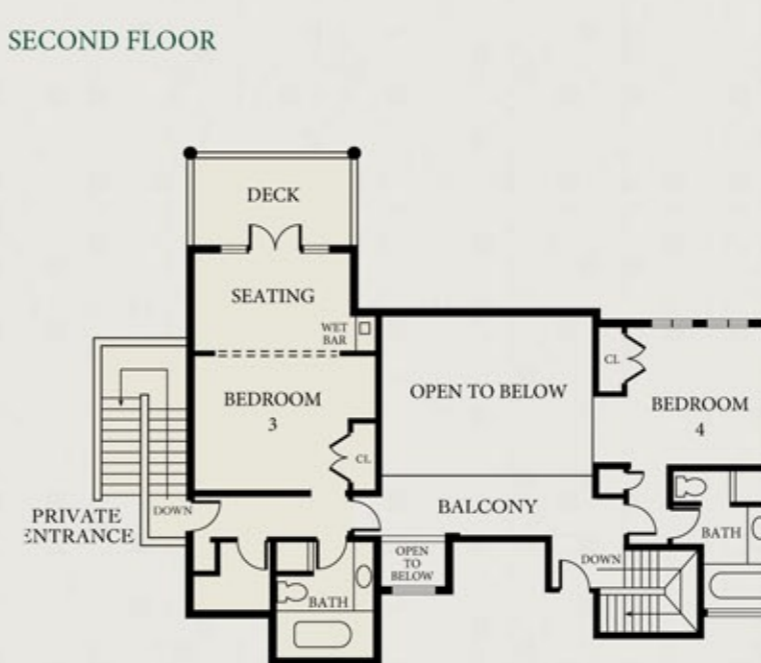 SECOND FLOOR
DECK
SEATING
WET
BAR
CL
BEDROOM
3
OPEN TO BELOW
BEDROOM
4
CL
PRIVATE
ENTRANCE
DOWN
BALCONY
OPEN
TO
BELOW
DOWN
BATH
BATH